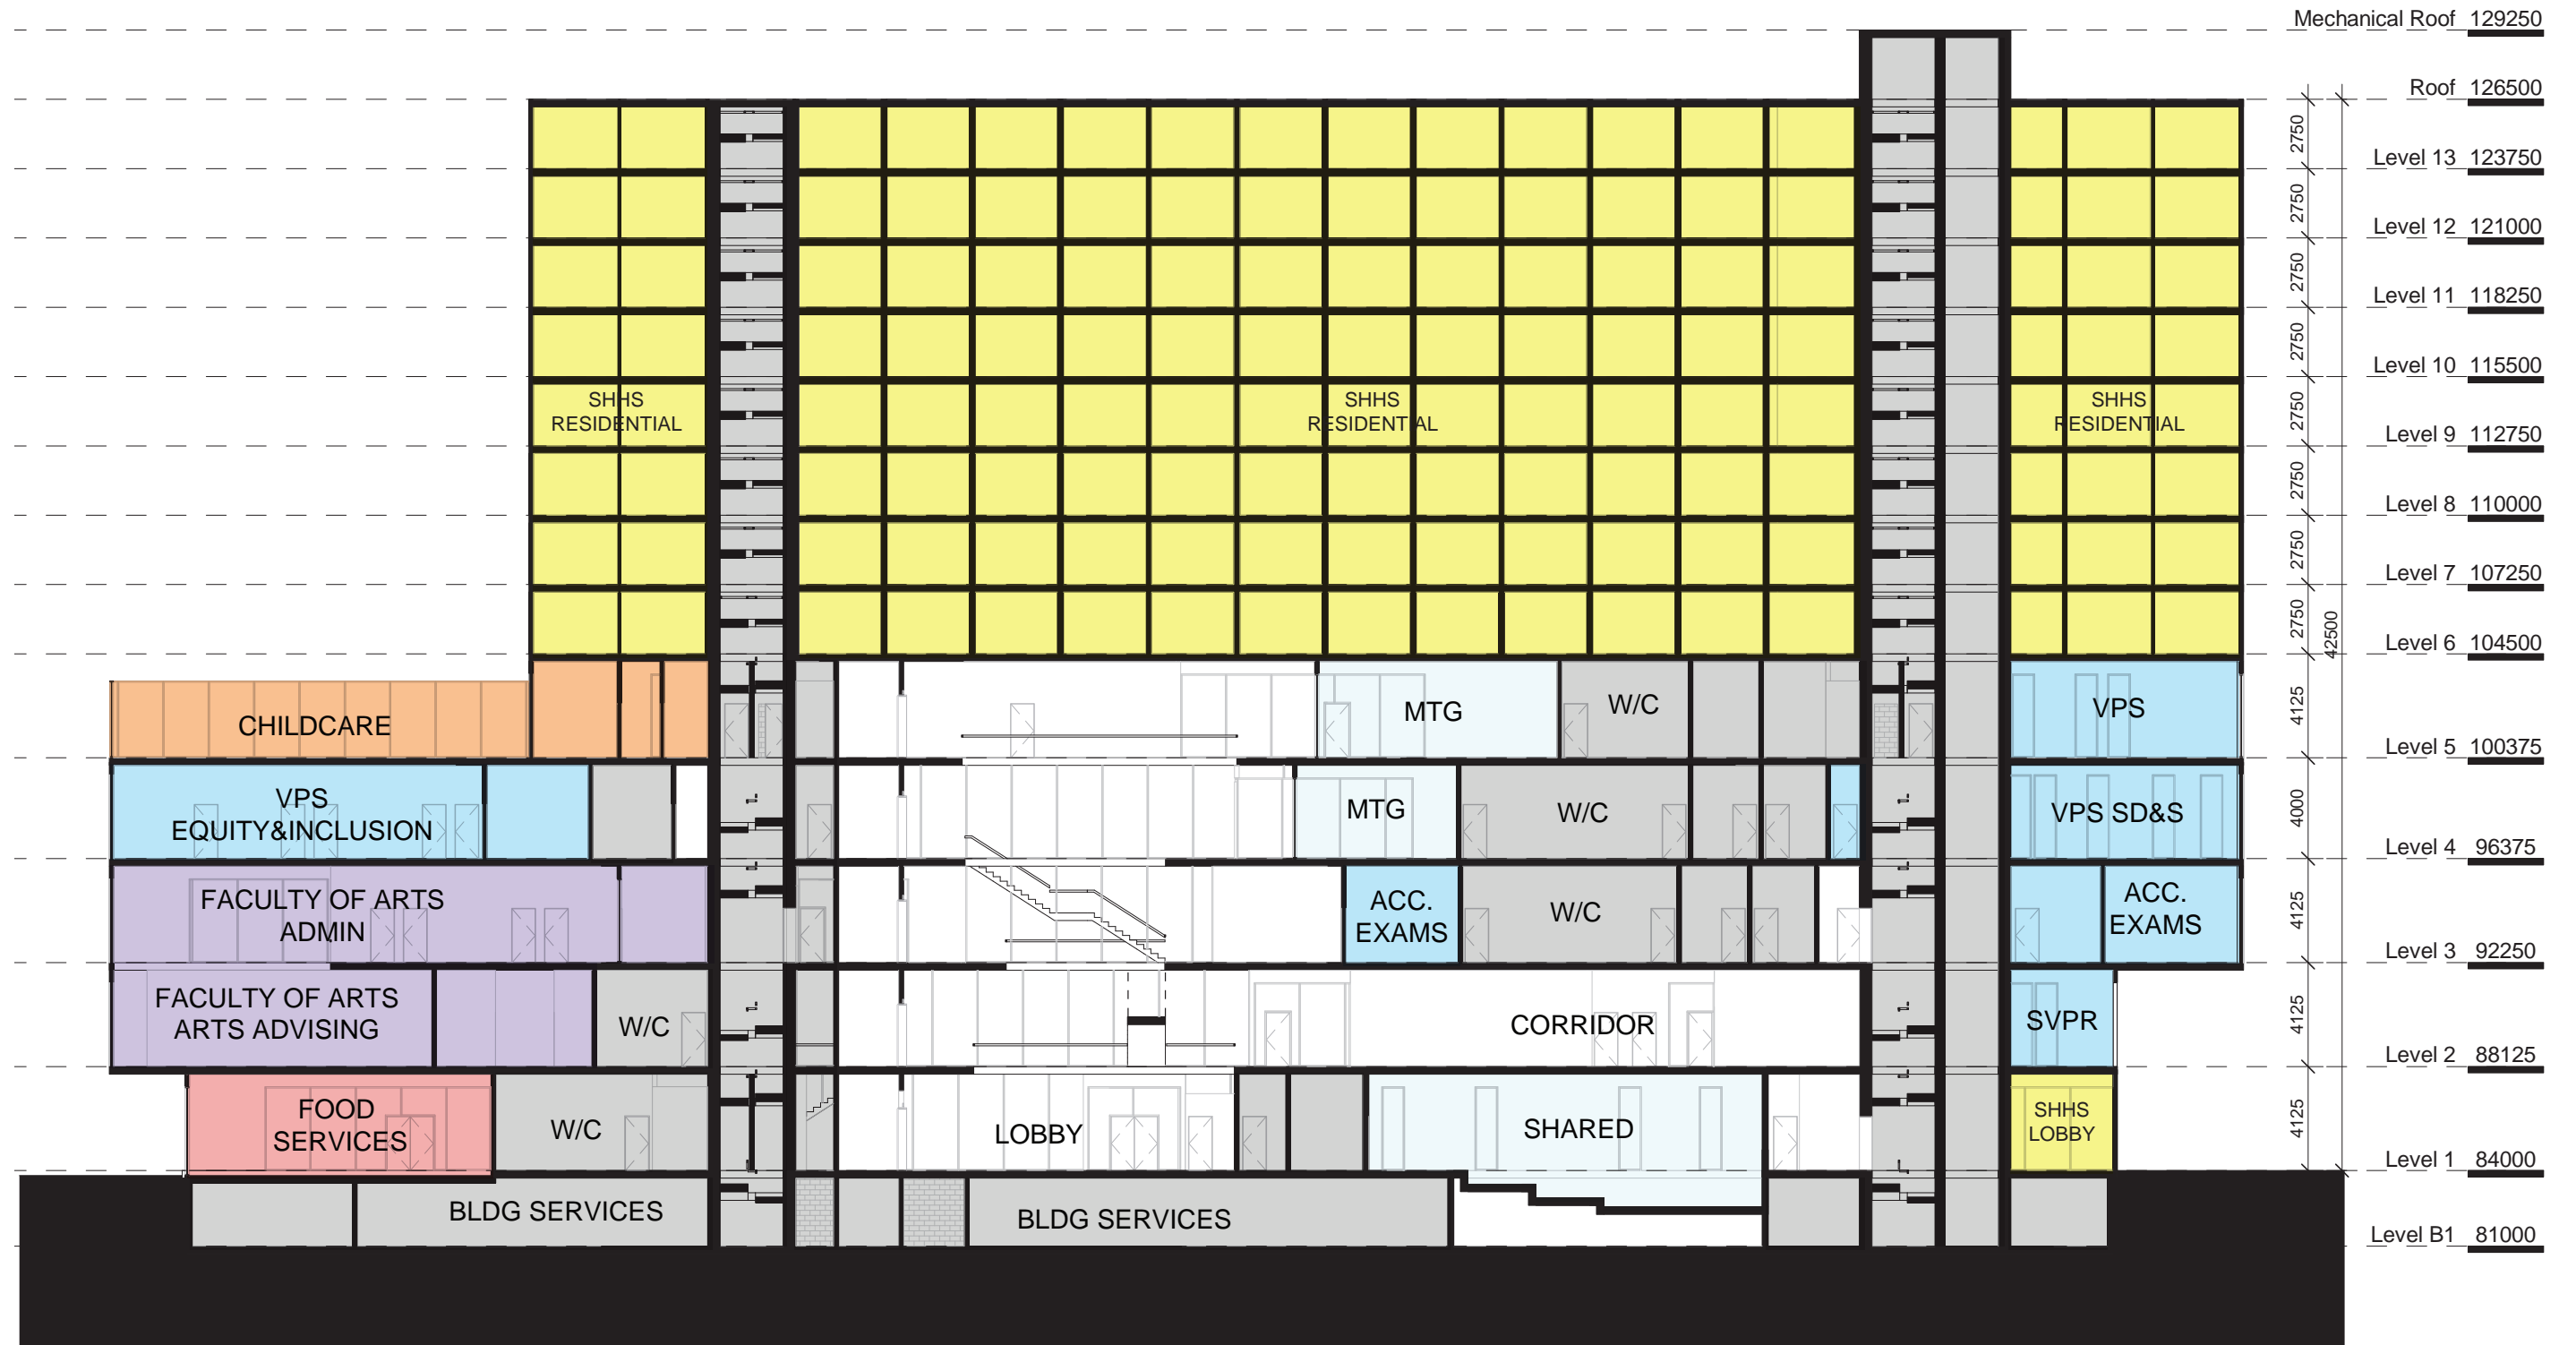 Mechanical Roof 129250
Roof 126500
2750
Level 13 123750
2750
Level 12 121000
2750
Level 11 118250
2750
Level 10 115500
SHHS
RESIDENTIAL
SHHS
RESIDENTIAL
SHHS
RESIDENTIAL
2750
Level 9 112750
2750
Level 8 110000
2750
Level 7 107250
2750
42500
Level 6 104500
CHILDCARE
MTG
W/C
VPS
4125
Level 5 100375
VPS
EQUITY&INCLUSION
MTG
W/C
VPS SD&S
4000
Level 4 96375
FACULTY OF ARTS
ADMIN
ACC.
EXAMS
W/C
ACC.
EXAMS
4125
Level 3 92250
FACULTY OF ARTS
ARTS ADVISING
W/C
CORRIDOR
SVPR
4125
Level 2 88125
FOOD
SERVICES
W/C
LOBBY
SHARED
SHHS
LOBBY
4125
Level 1 84000
BLDG SERVICES
BLDG SERVICES
Level B1 81000